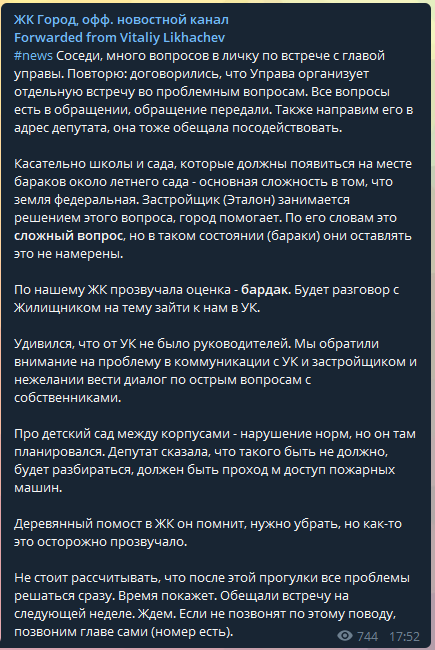 ЖК Город, офф. новостной канал
Forwarded from Vitaliy Likhachev
#news Соседи, много вопросов в личку по встрече с главой
управы. Повторю: договорились, что Управа организует
отдельную встречу во проблемным вопросам. Все вопросы
есть в обращении, обращение передали. Также направим его в
адрес депутата, она тоже обещала посодействовать.
Касательно школы и сада, которые должны появиться на месте
бараков около летнего сада - основная сложность в том, что
земля федеральная. Застройщик (Эталон) занимается
решением этого вопроса, город помогает. По его словам это
сложный вопрос, но в таком состоянии (бараки) они оставлять
это не намерены.
По нашему ЖК прозвучала оценка - бардак. Будет разговор с
Жилищником на тему зайти к нам в УК.
Удивился, что от УК не было руководителей. Мы обратили
внимание на проблему в коммуникации с УК и застройщиком и
нежелании вести диалог по острым вопросам с
собственниками.
Про детский сад между корпусами - нарушение норм, но он там
планировался. Депутат сказала, что такого быть не должно,
будет разбираться, должен быть проход м доступ пожарных
машин.
Деревянный помост в ЖК он помнит, нужно убрать, но как-то
это осторожно прозвучало.
Не стоит рассчитывать, что после этой прогулки все проблемы
решаться сразу. Время покажет. Обещали встречу на
следующей неделе. Ждем. Если не позвонят по этому поводу,
позвоним главе сами (номер есть).
744 17:52